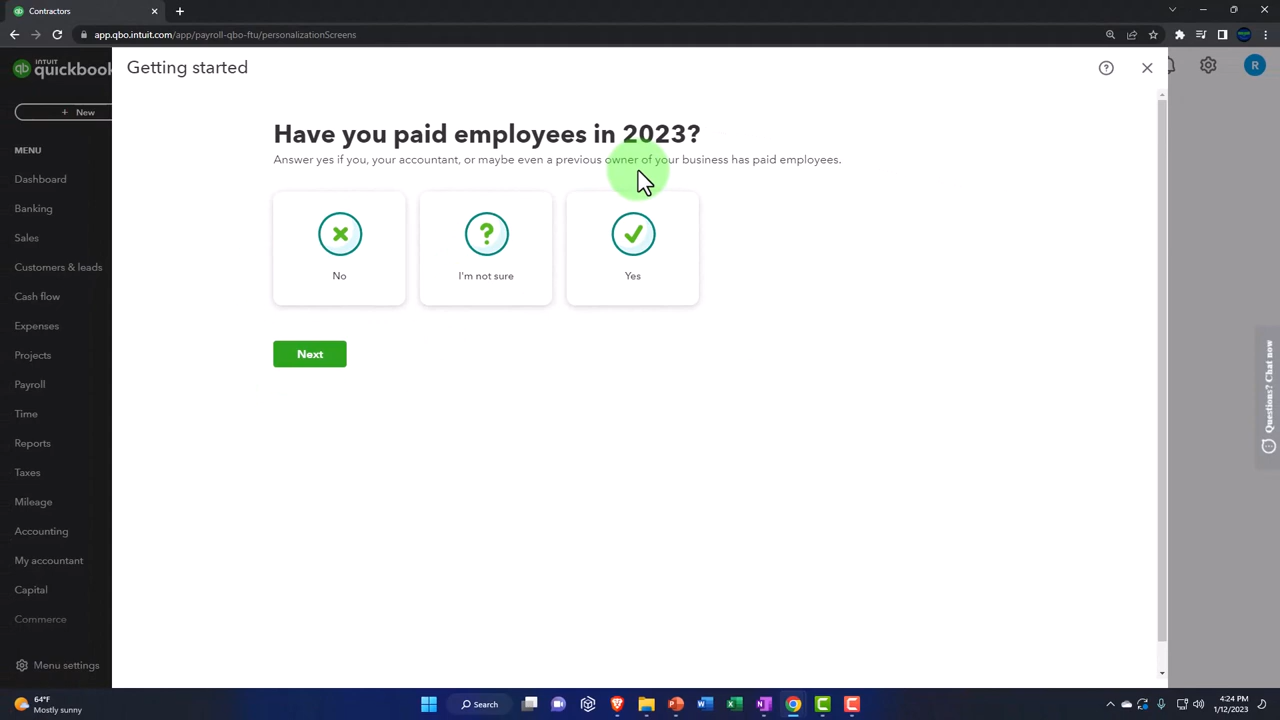 Contractors
app.qbo.intuit.com/app/payroll-qbo-ftu/personalizationScreens
INTUIT
quickbook
Getting started
R
+ New
MENU
Dashboard
Banking
Sales
Customers & leads
Cash flow
Expenses
Projects
Payroll
Time
Reports
Taxes
Mileage
Accounting
My accountant
Capital
Commerce
Menu settings
Have you paid employees in 2023?
Answer yes if you, your accountant, or maybe even a previous owner of your business has paid employees.
No
I'm not sure
Yes
Next
Questions? Chat now
64°F
Mostly sunny
Search
4:24 PM
1/12/2023